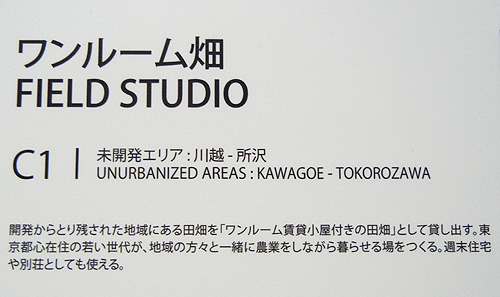 ワンルーム畑
FIELD STUDIO
C1 | 未開発エリア : 川越 - 所沢
UNURBANIZED AREAS : KAWAGOE - TOKOROZAWA
開発からとり残された地域にある田畑を「ワンルーム賃貸小屋付きの田畑」として貸し出す。東
京都心在住の若い世代が、地域の方々と一緒に農業をしながら暮らせる場をつくる。週末住宅
や別荘としても使える。